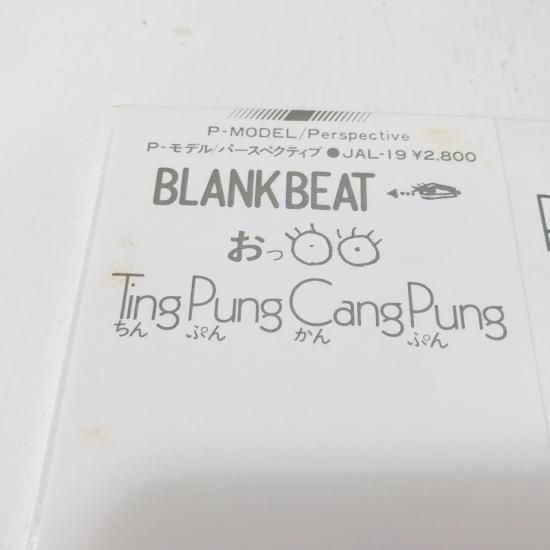 P-MODEL/Perspective
P-モデル/パースペクティブ ●JAL-19 ¥2,800
BLANK BEAT
おっ
Ting Pung Cang Pung
ちん ぷん かん ぷん